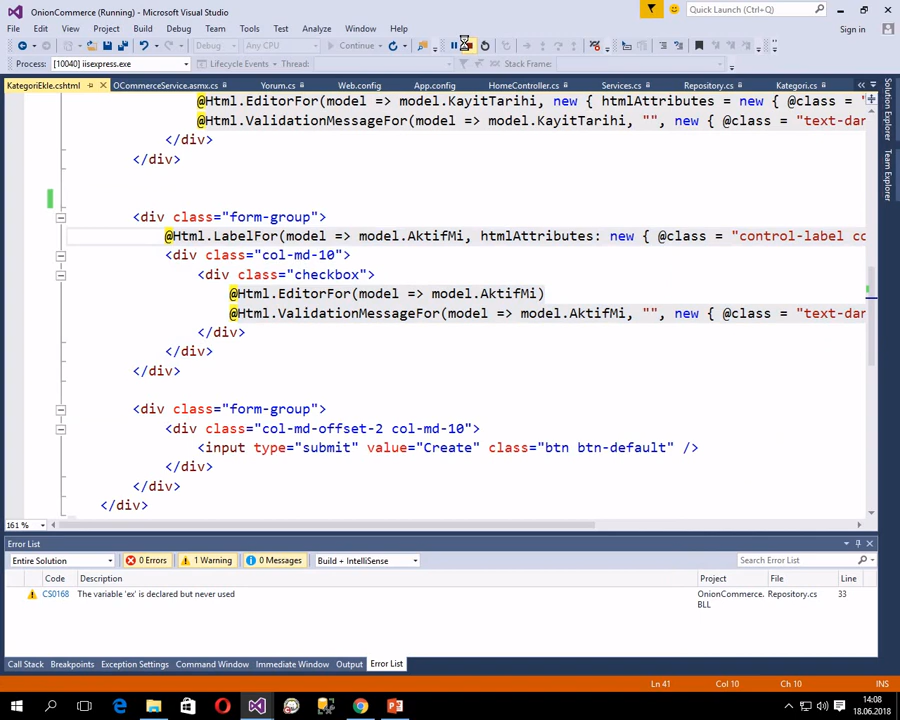 OnionCommerce (Running) - Microsoft Visual Studio
Quick Launch (Ctrl+Q)
File Edit View Project Build Debug Team Tools Test Analyze Window Help
Sign in
Debug Any CPU Continue
Process: [10040] iisexpress.exe Lifecycle Events Thread: Stack Frame:
KategoriEkle.cshtml OCommerceService.asmx.cs Yorum.cs Web.config App.config HomeController.cs Services.cs Repository.cs Kategori.cs
@Html.EditorFor(model => model.KayitTarihi, new { htmlAttributes = new { @class = "
@Html.ValidationMessageFor(model => model.KayitTarihi, "", new { @class = "text-dan
</div>
</div>
<div class="form-group">
@Html.LabelFor(model => model.AktifMi, htmlAttributes: new { @class = "control-label co
<div class="col-md-10">
<div class="checkbox">
@Html.EditorFor(model => model.AktifMi)
@Html.ValidationMessageFor(model => model.AktifMi, "", new { @class = "text-dar
</div>
</div>
</div>
<div class="form-group">
<div class="col-md-offset-2 col-md-10">
<input type="submit" value="Create" class="btn btn-default" />
</div>
</div>
</div>
Solution Explorer
Team Explorer
161 %
Error List
Entire Solution 0 Errors 1 Warning 0 Messages Build + IntelliSense Search Error List
Code Description Project File Line
CS0168 The variable 'ex' is declared but never used OnionCommerce. Repository.cs 33
BLL
Call Stack Breakpoints Exception Settings Command Window Immediate Window Output Error List
Ln 41 Col 10 Ch 10 INS
14:08
18.06.2018